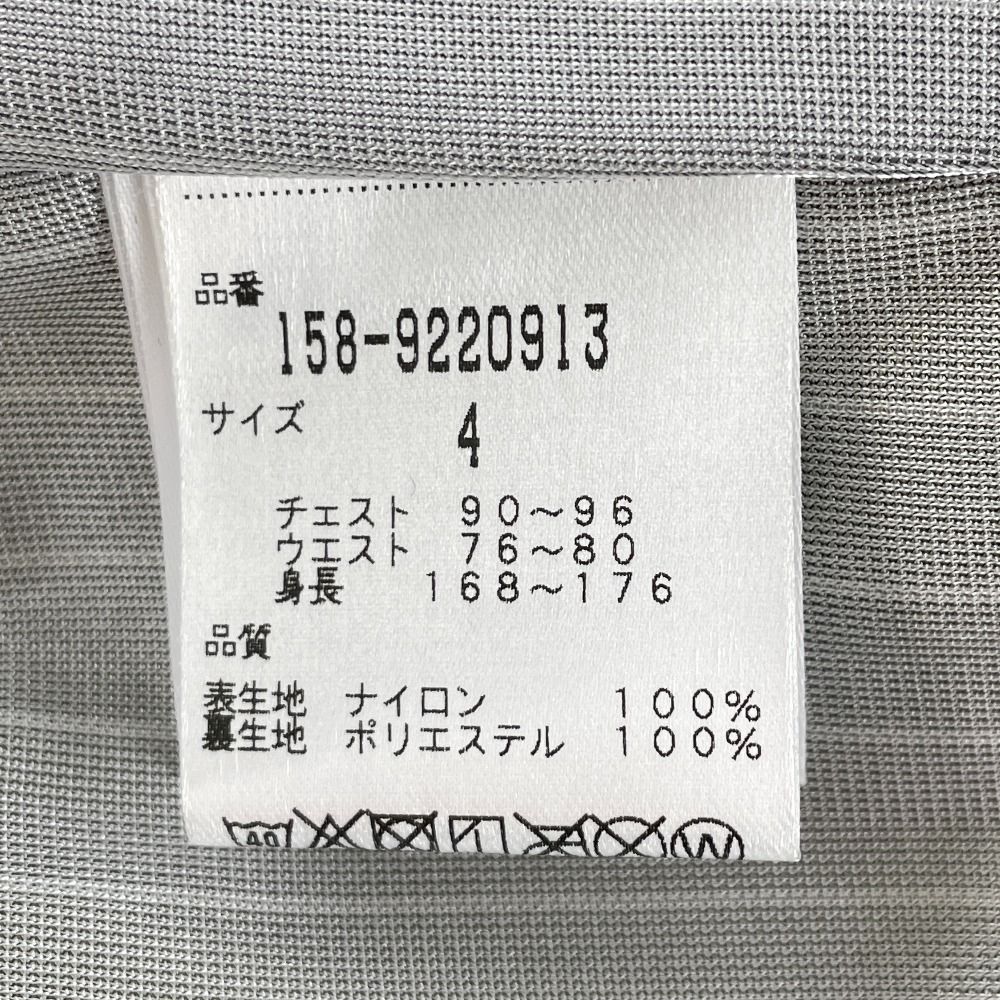 品番
158-9220913
サイズ 4
チェスト 90～96
ウエスト 76～80
身長 168～176
品質
表生地 ナイロン 100%
裏生地 ポリエステル 100%
40
W